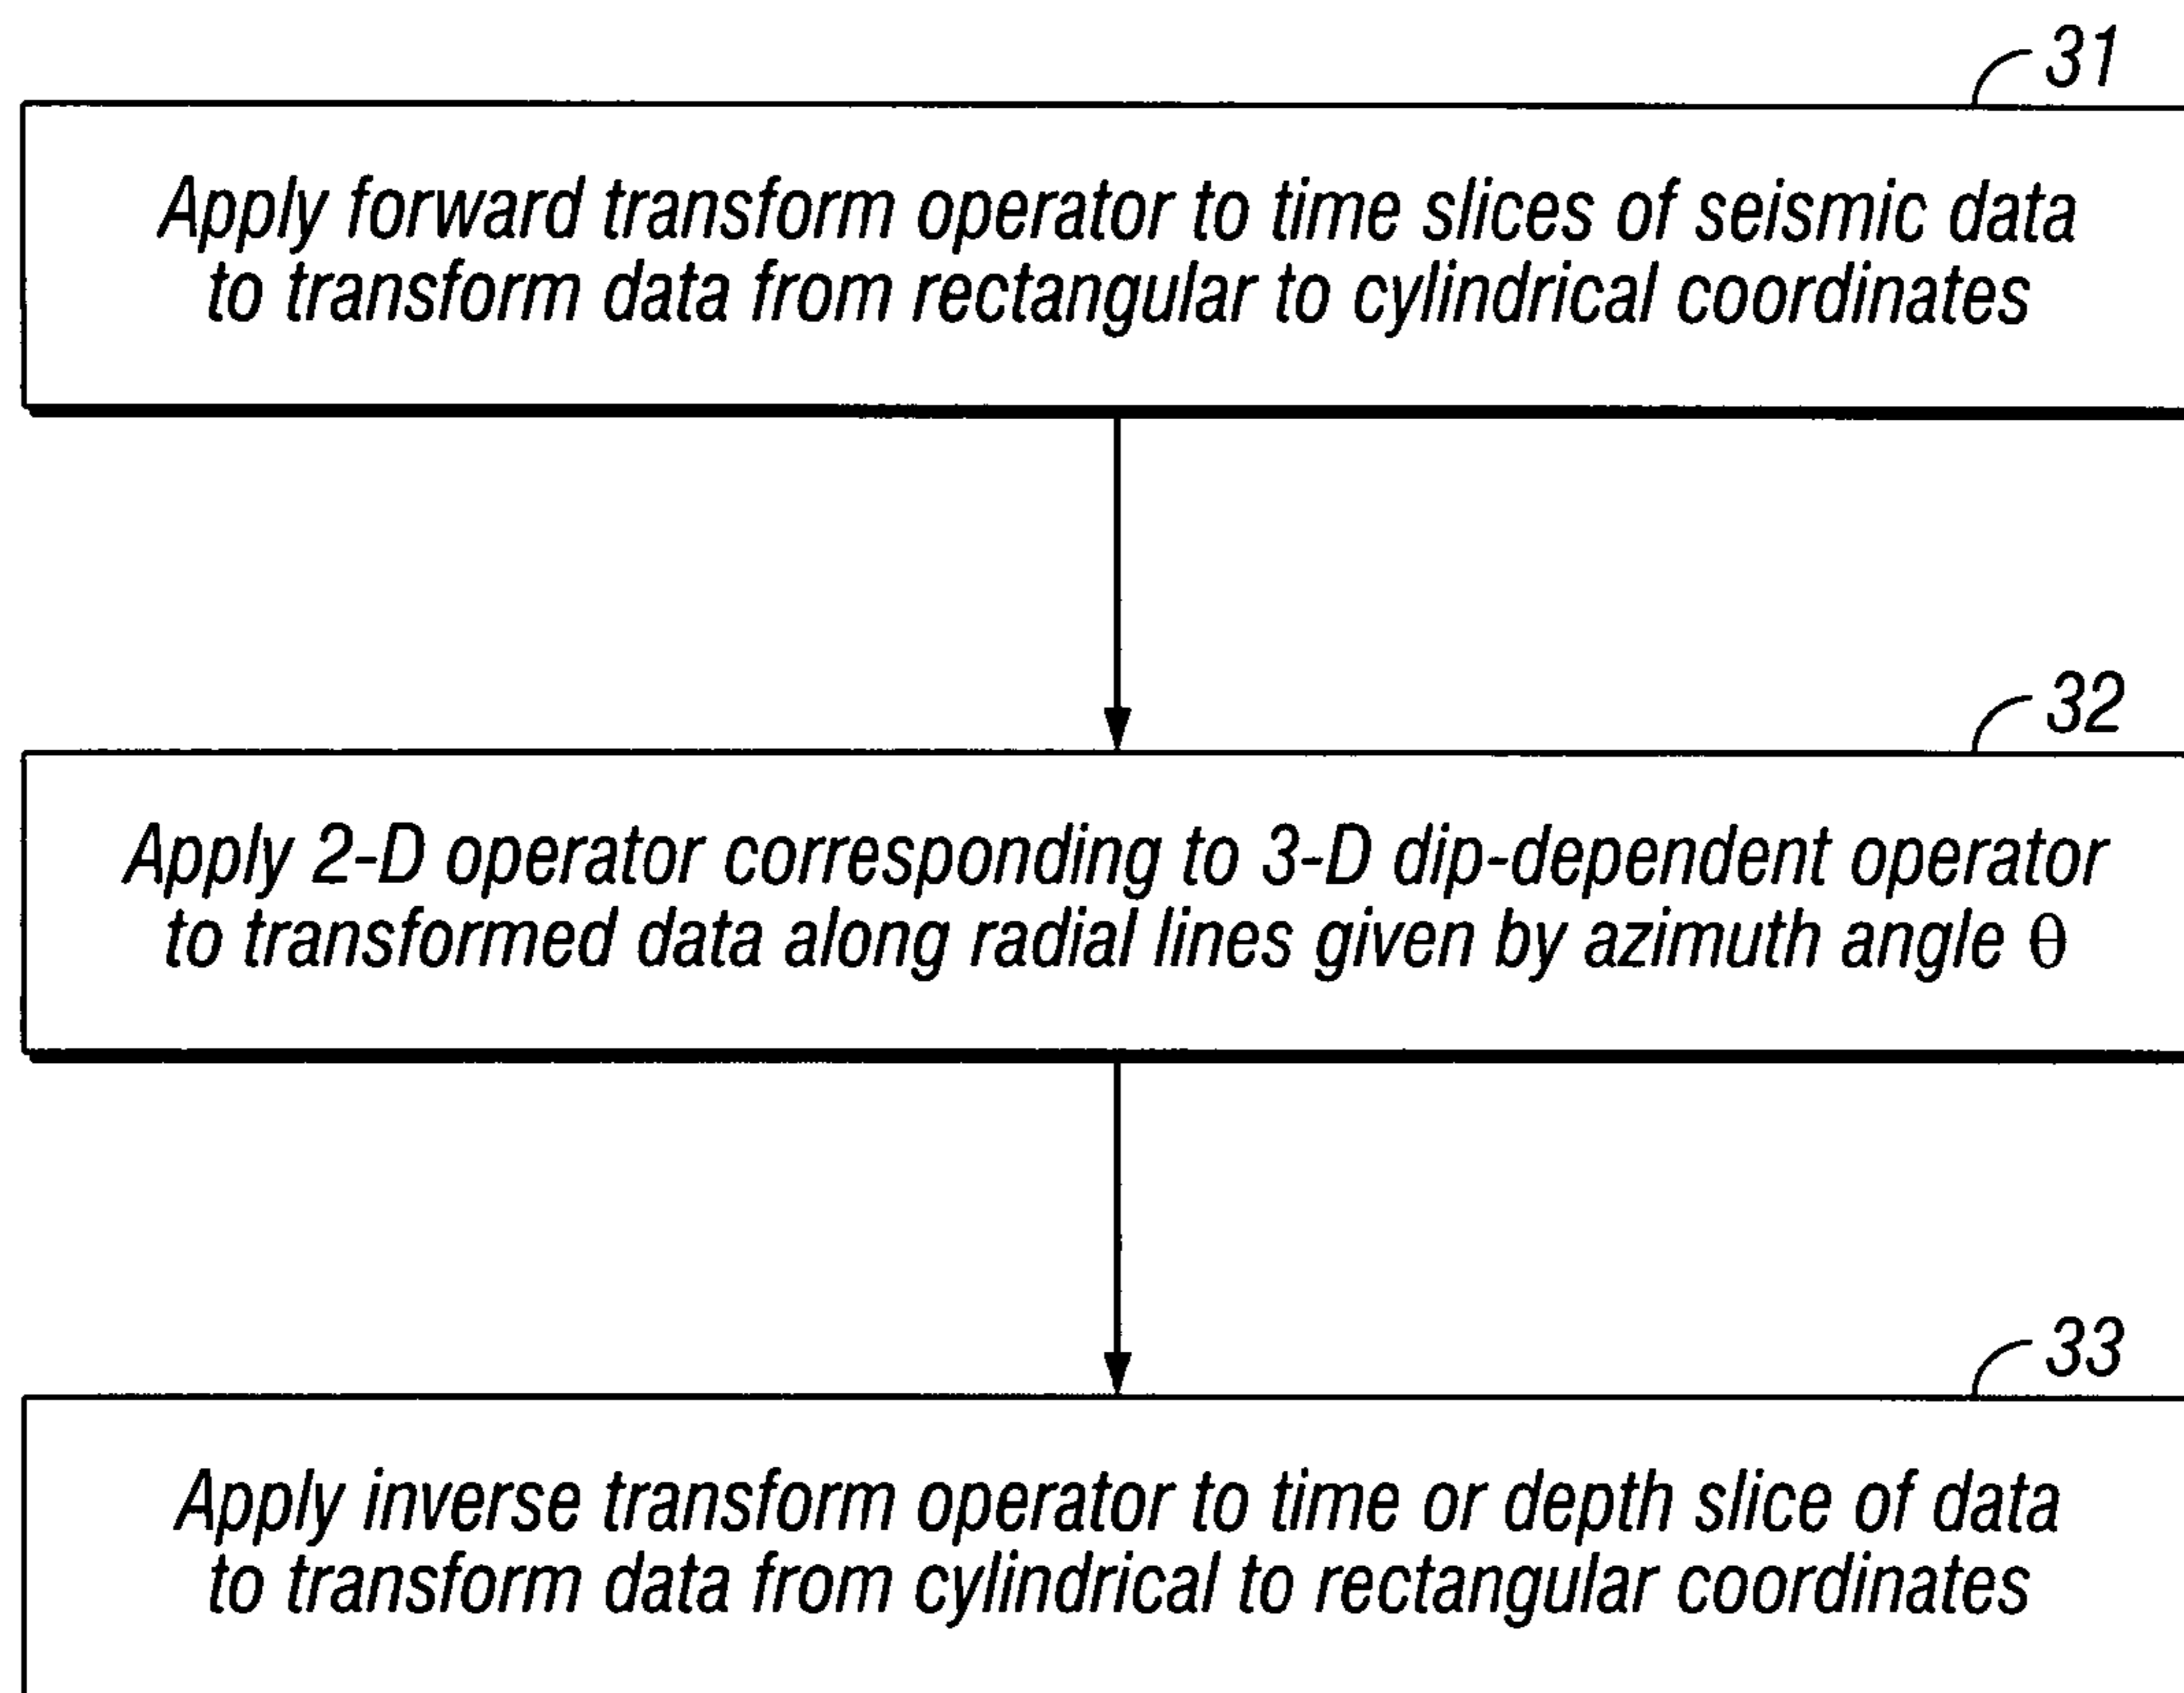 31
Apply forward transform operator to time slices of seismic data
to transform data from rectangular to cylindrical coordinates
32
Apply 2-D operator corresponding to 3-D dip-dependent operator
to transformed data along radial lines given by azimuth angle θ
33
Apply inverse transform operator to time or depth slice of data
to transform data from cylindrical to rectangular coordinates